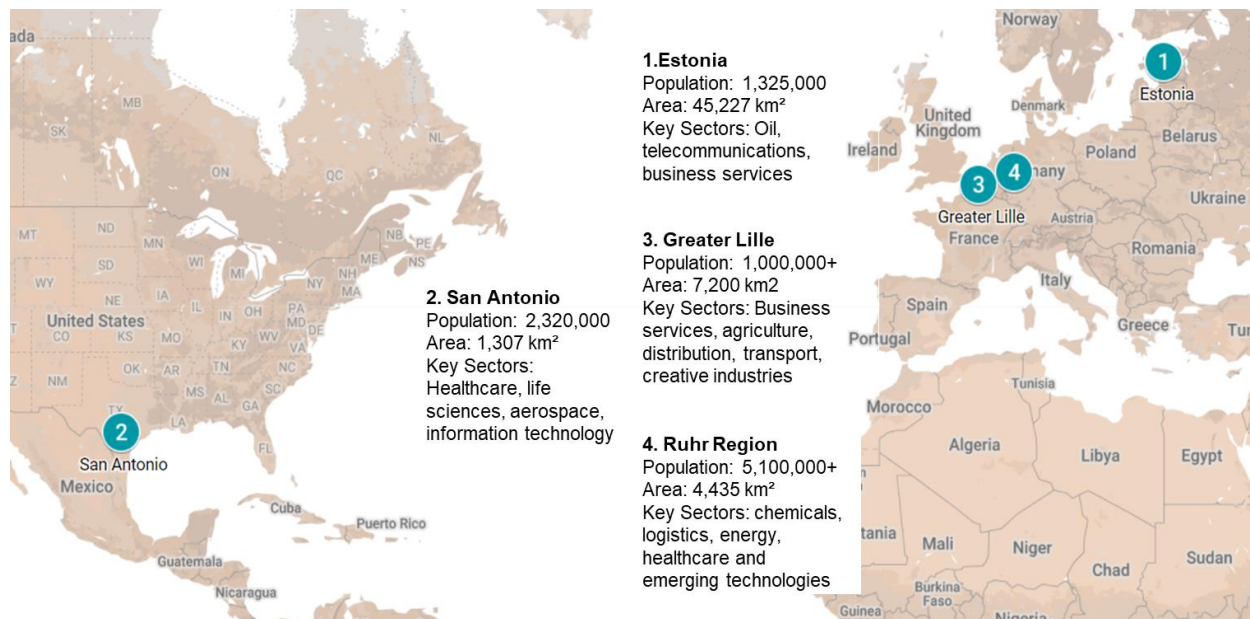 ada
MB
SK
ON
QC
NL
MT
ND
MN
NB
PE
ME
NS
SD
WI
MI
NH
NY
MA
WY
IA
NE
IL
IN
OH
PA
MD
DE
United States
CO
KS
MO
KY
WV
VA
NC
Z
NM
OK
AR
TN
SC
MS
AL
GA
TX
LA
FL
2
San Antonio
Mexico
Cuba
Puerto Rico
Guatemala
Nicaragua
2. San Antonio
Population: 2,320,000
Area: 1,307 km²
Key Sectors:
Healthcare, life
sciences, aerospace,
information technology
1.Estonia
Population: 1,325,000
Area: 45,227 km²
Key Sectors: Oil,
telecommunications,
business services
3. Greater Lille
Population: 1,000,000+
Area: 7,200 km2
Key Sectors: Business
services, agriculture,
distribution, transport,
creative industries
4. Ruhr Region
Population: 5,100,000+
Area: 4,435 km²
Key Sectors: chemicals,
logistics, energy,
healthcare and
emerging technologies
Norway
1
Estonia
Denmark
United
Kingdom
Ireland
Belarus
Poland
4
many
3
Greater Lille
Ukraine
Austria
France
Romania
Italy
Spain
Portugal
Greece
Tur
Tunisia
Morocco
Algeria
Libya
Egypt
tania
Mali
Niger
Chad
Sudan
Burkina
Faso
Guinea
Nigeria